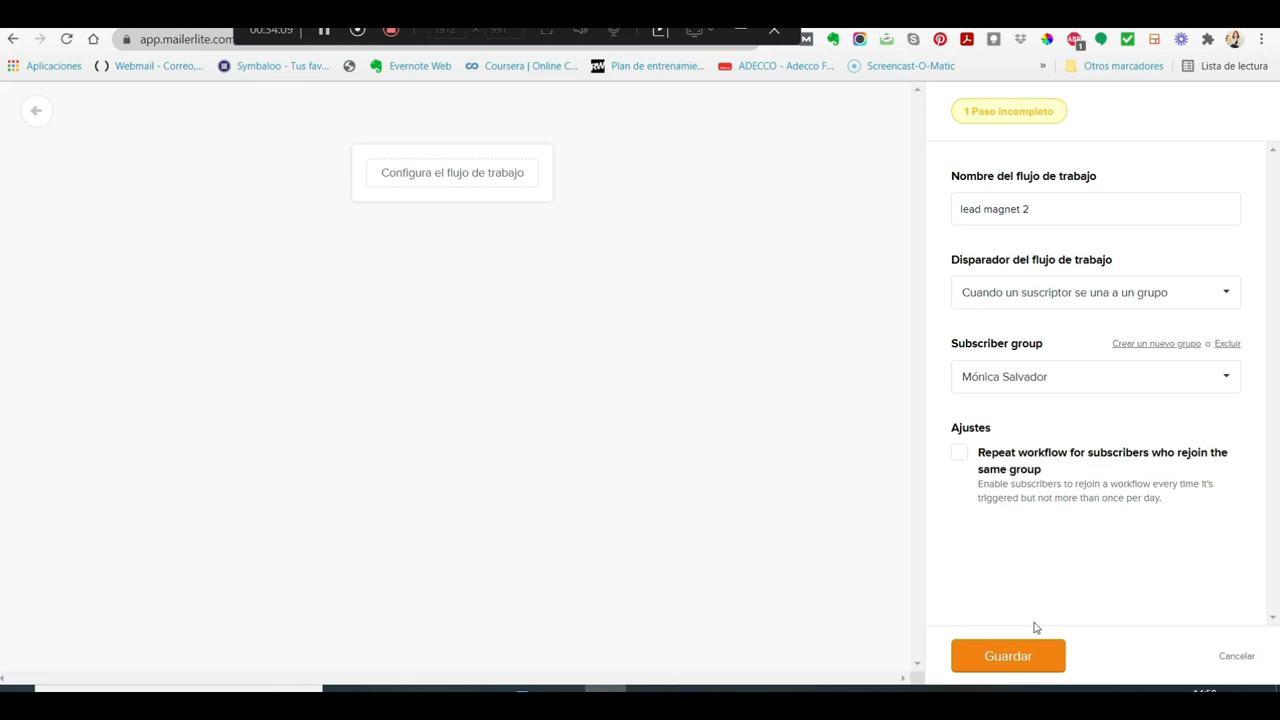 00:34:09
1912 × 991
app.mailerlite.com
Aplicaciones
Webmail - Correo,...
Symbaloo - Tus fav...
Evernote Web
Coursera | Online C...
RW Plan de entrenamie...
ADECCO - Adecco F...
Screencast-O-Matic
»
Otros marcadores
Lista de lectura
1 Paso incompleto
Configura el flujo de trabajo
Nombre del flujo de trabajo
lead magnet 2
Disparador del flujo de trabajo
Cuando un suscriptor se una a un grupo
Subscriber group
Crear un nuevo grupo o Excluir
Mónica Salvador
Ajustes
Repeat workflow for subscribers who rejoin the
same group
Enable subscribers to rejoin a workflow every time it's
triggered but not more than once per day.
Guardar
Cancelar